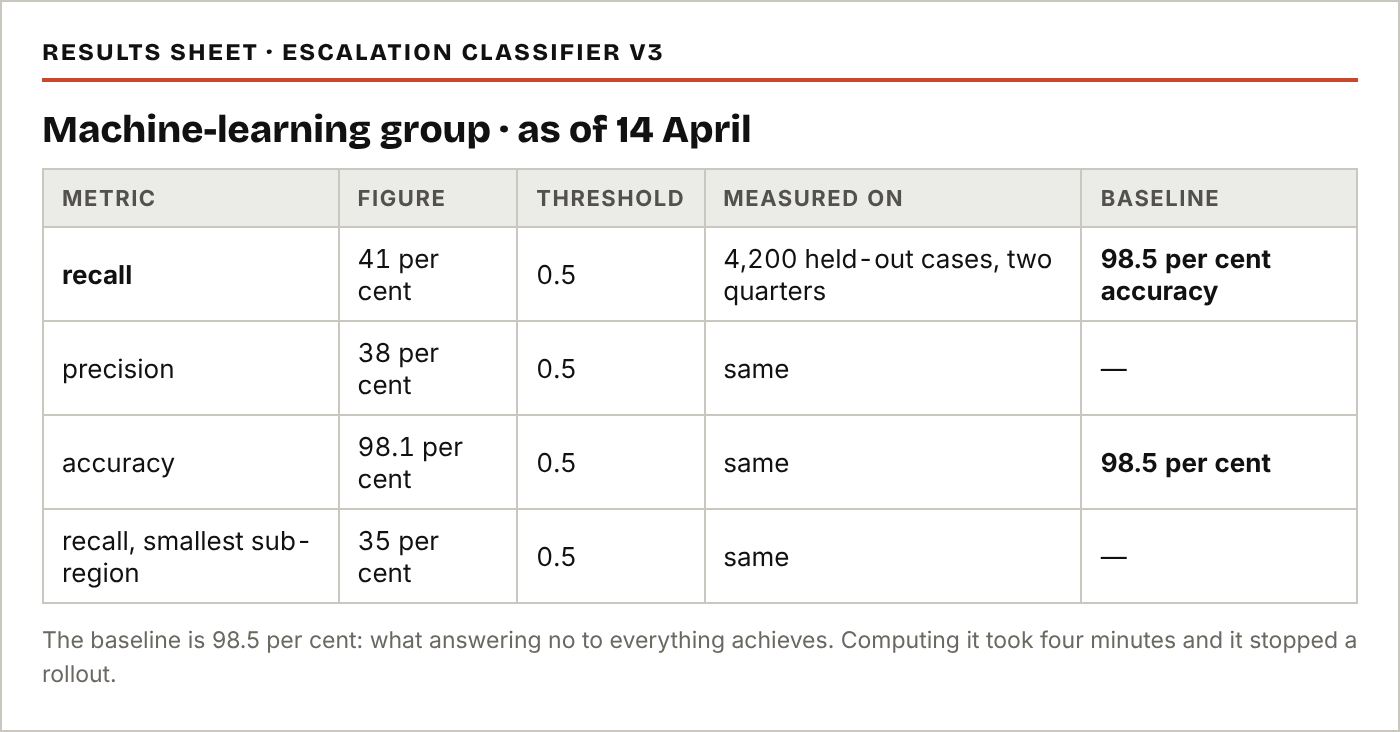 RESULTS SHEET · ESCALATION CLASSIFIER V3
Machine-learning group · as of 14 April
METRIC FIGURE THRESHOLD MEASURED ON BASELINE
recall 41 per cent 0.5 4,200 held-out cases, two quarters 98.5 per cent accuracy
precision 38 per cent 0.5 same —
accuracy 98.1 per cent 0.5 same 98.5 per cent
recall, smallest sub-region 35 per cent 0.5 same —
The baseline is 98.5 per cent: what answering no to everything achieves. Computing it took four minutes and it stopped a
rollout.